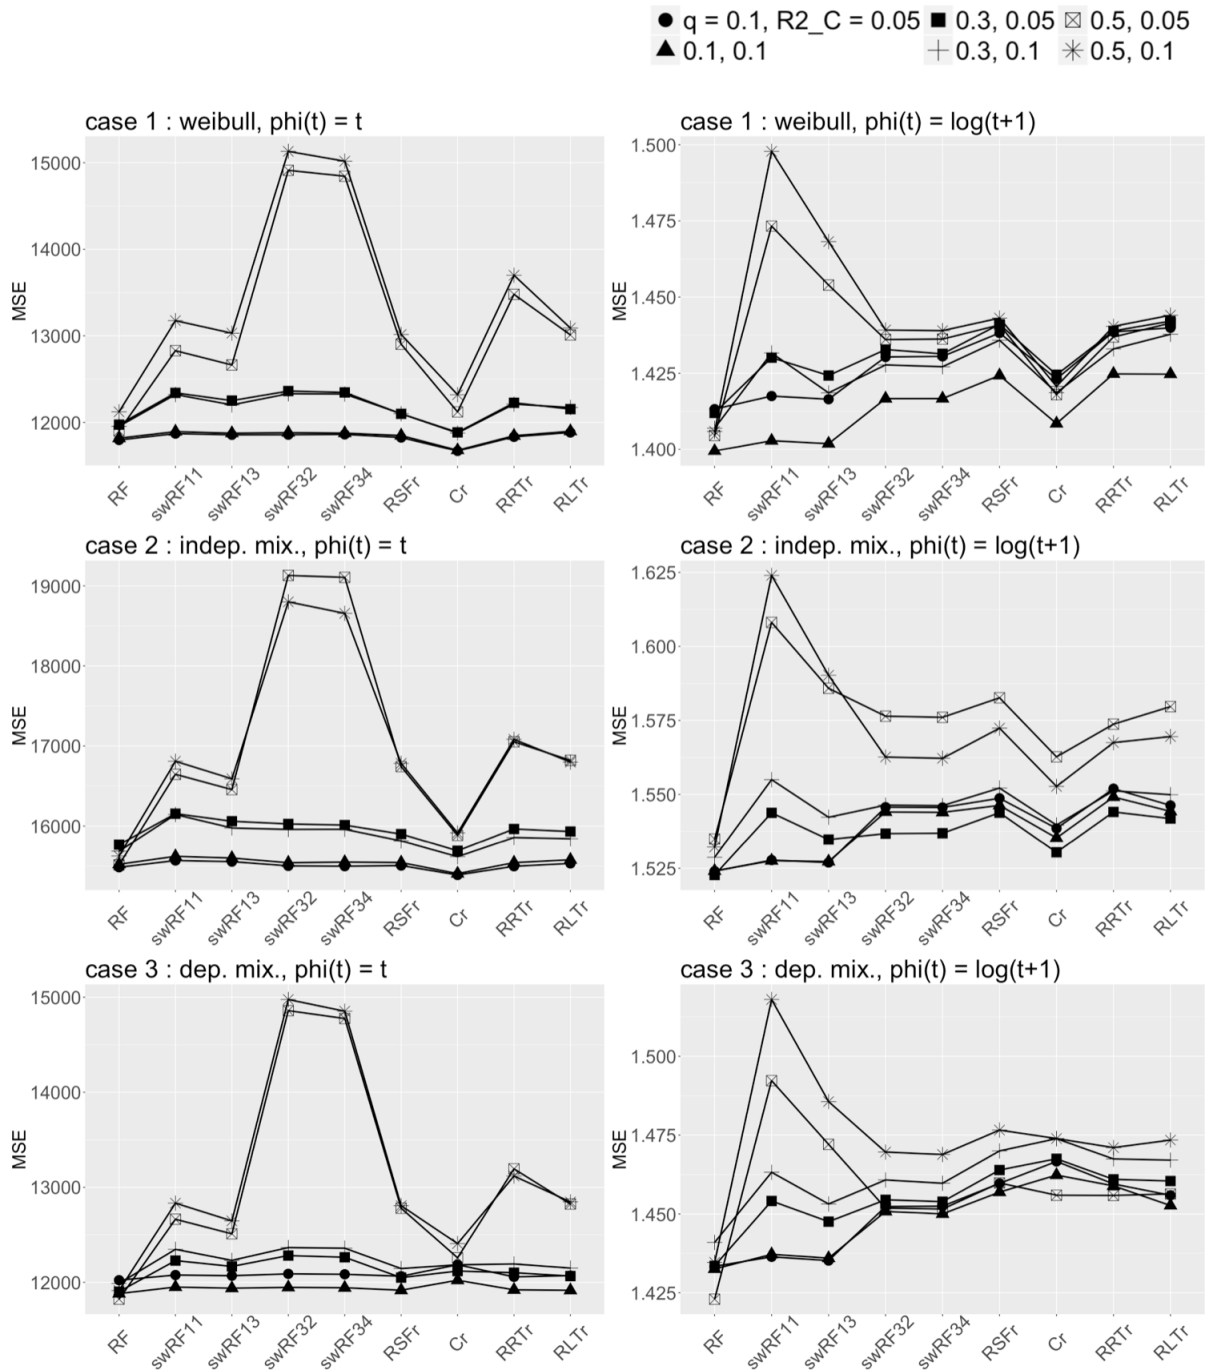 q = 0.1, R2_C = 0.05 0.3, 0.05 0.5, 0.05
0.1, 0.1 0.3, 0.1 0.5, 0.1
case 1 : weibull, phi(t) = t
15000
14000
13000
12000
MSE
RF swRF11 swRF13 swRF32 swRF34 RSFr Cr RRTr RLTr
case 1 : weibull, phi(t) = log(t+1)
1.500
1.475
1.450
1.425
1.400
MSE
RF swRF11 swRF13 swRF32 swRF34 RSFr Cr RRTr RLTr
case 2 : indep. mix., phi(t) = t
19000
18000
17000
16000
MSE
RF swRF11 swRF13 swRF32 swRF34 RSFr Cr RRTr RLTr
case 2 : indep. mix., phi(t) = log(t+1)
1.625
1.600
1.575
1.550
1.525
MSE
RF swRF11 swRF13 swRF32 swRF34 RSFr Cr RRTr RLTr
case 3 : dep. mix., phi(t) = t
15000
14000
13000
12000
MSE
RF swRF11 swRF13 swRF32 swRF34 RSFr Cr RRTr RLTr
case 3 : dep. mix., phi(t) = log(t+1)
1.500
1.475
1.450
1.425
MSE
RF swRF11 swRF13 swRF32 swRF34 RSFr Cr RRTr RLTr